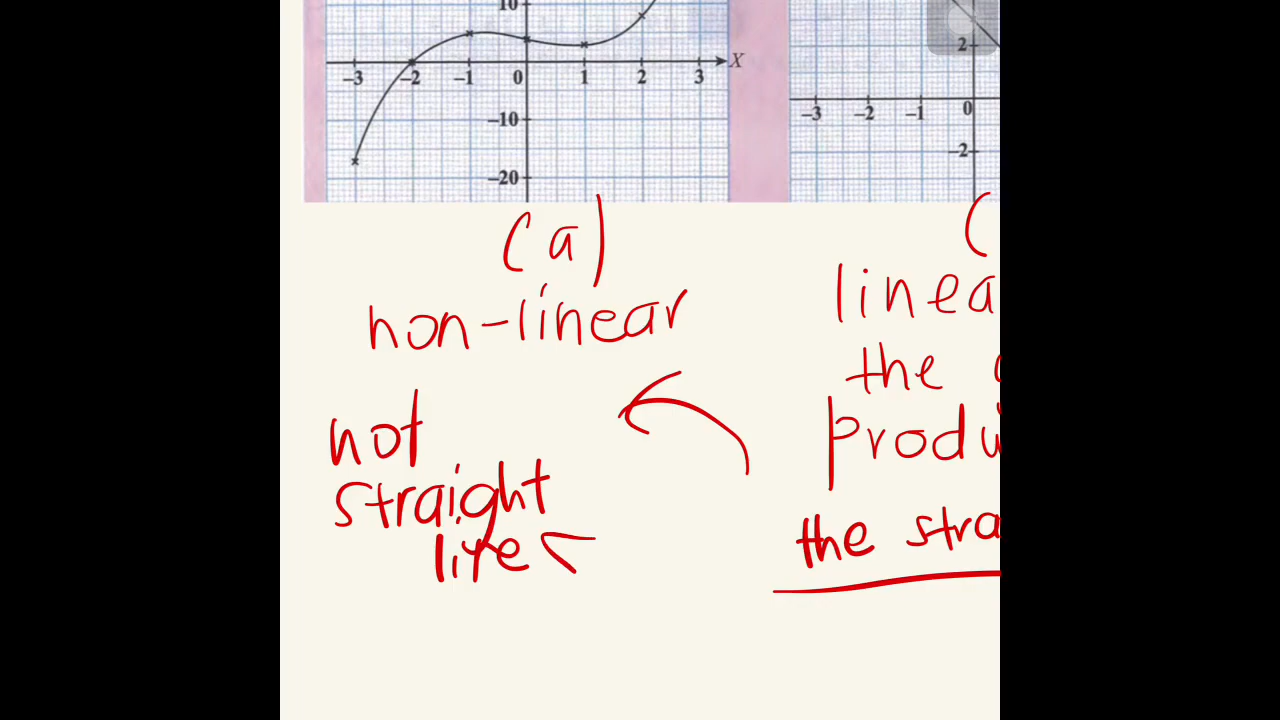 10
X
-3 -2 -1 0 1 2 3
-10
-20
2
-3 -2 -1 0
-2
(a)
non-linear
not
straight
line
(
linea
the
produ
the stra